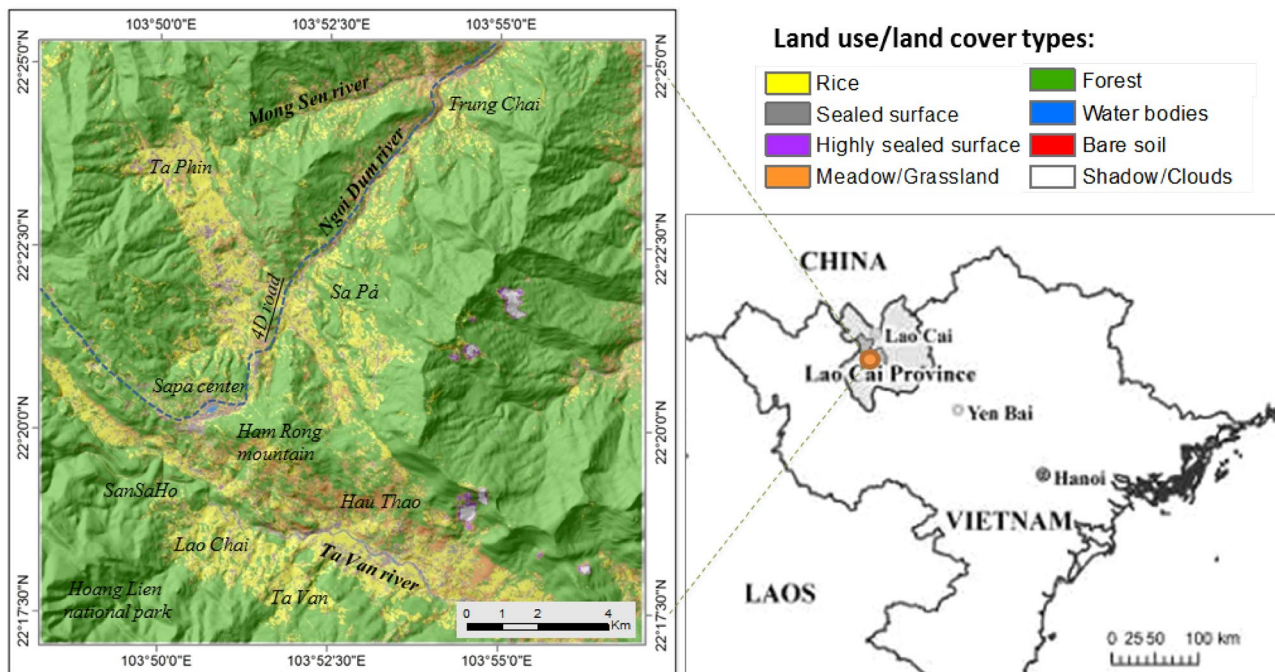 103°50'0"E
103°52'30"E
103°55'0"E
22°25'0"N
22°22'30"N
22°20'0"N
22°17'30"N
Mong Sen river
Trung Chai
Ta Phin
Ngoi Dum river
4D road
Sa Pả
Sapa center
Ham Rong
mountain
SanSaHo
Hau Thao
Lao Chai
Ta Van river
Hoang Lien
national park
Ta Van
0 1 2 4
Km
22°25'0"N
22°22'30"N
22°20'0"N
22°17'30"N
103°50'0"E
103°52'30"E
103°55'0"E
Land use/land cover types:
Rice
Sealed surface
Highly sealed surface
Meadow/Grassland
Forest
Water bodies
Bare soil
Shadow/Clouds
CHINA
Lao Cai
Lao Cai Province
Yen Bai
Hanoi
VIETNAM
LAOS
0 25 50 100 km